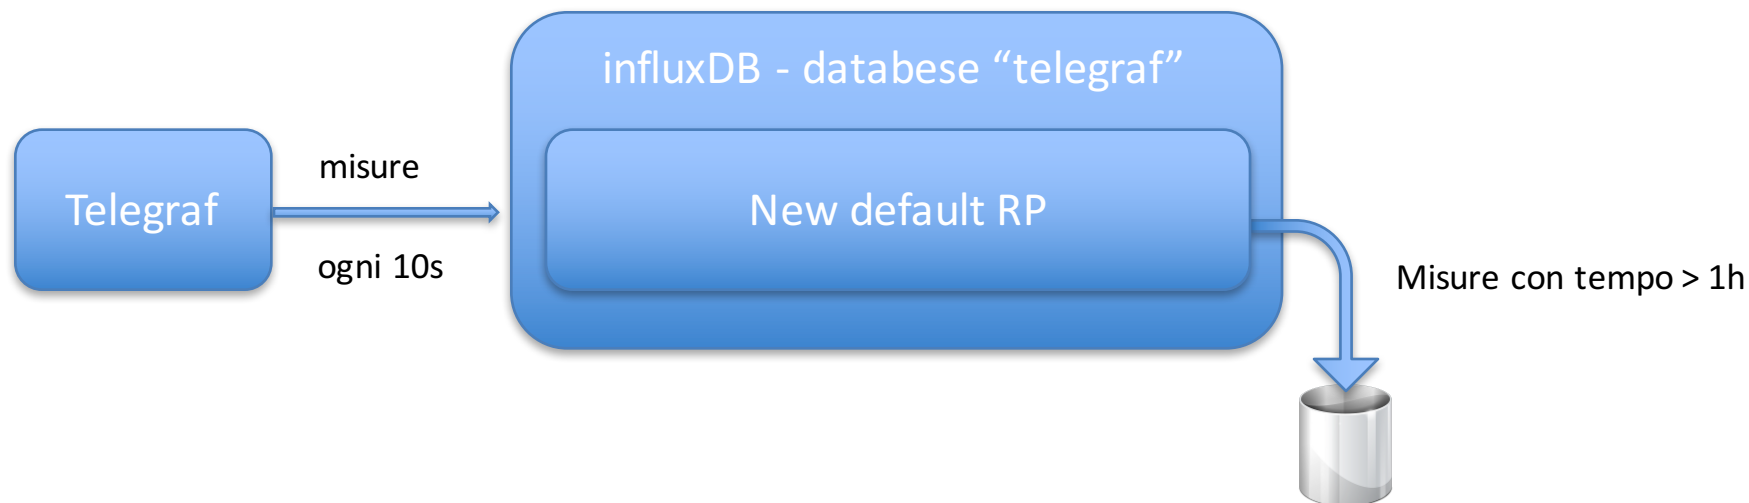 influxDB - databese “telegraf”
Telegraf
misure
ogni 10s
New default RP
Misure con tempo > 1h